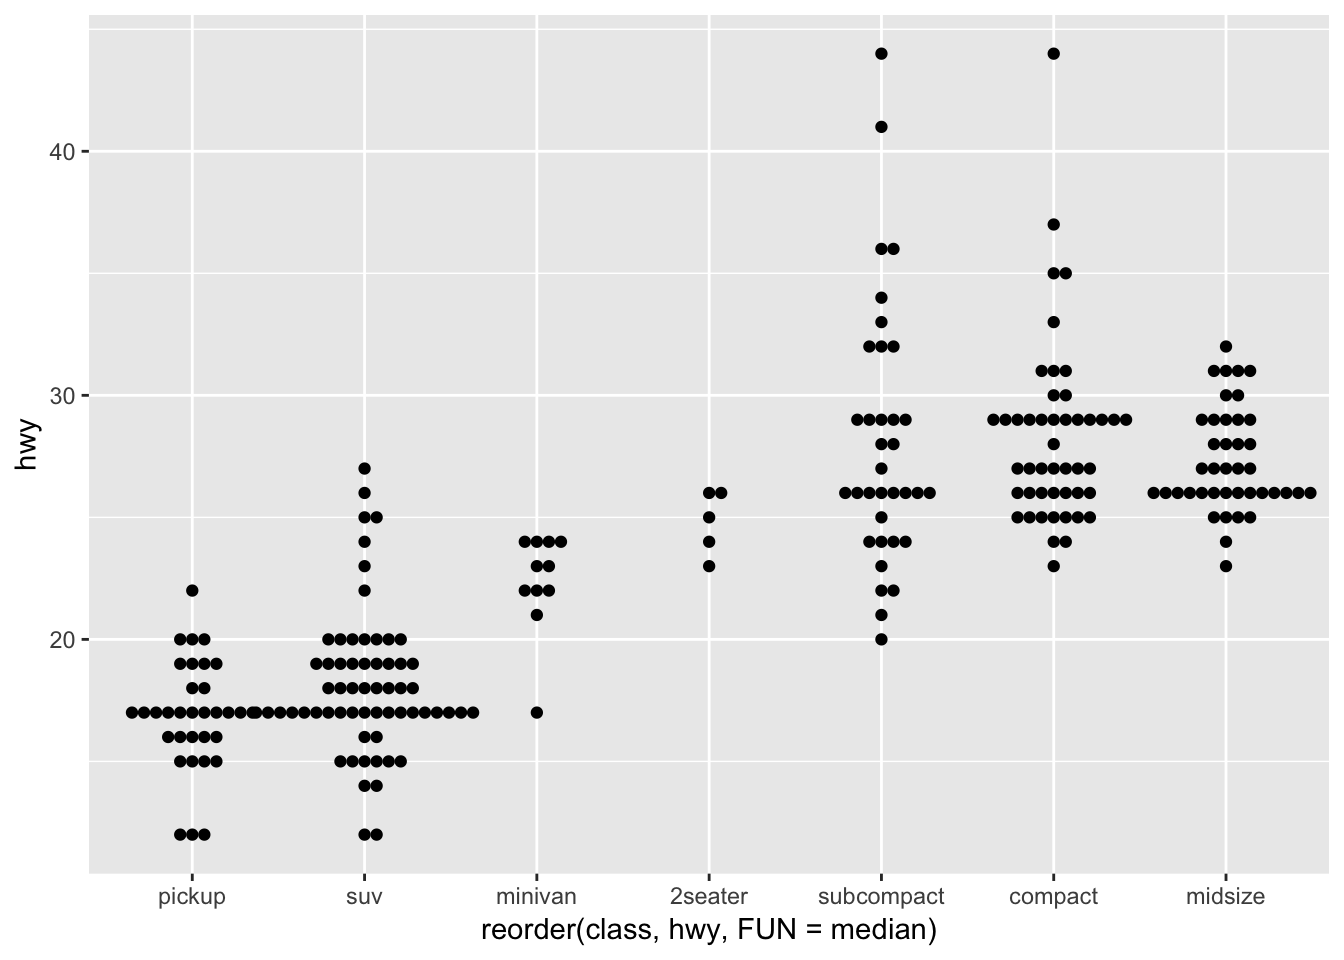 hwy
40
30
20
pickup suv minivan 2seater subcompact compact midsize
reorder(class, hwy, FUN = median)